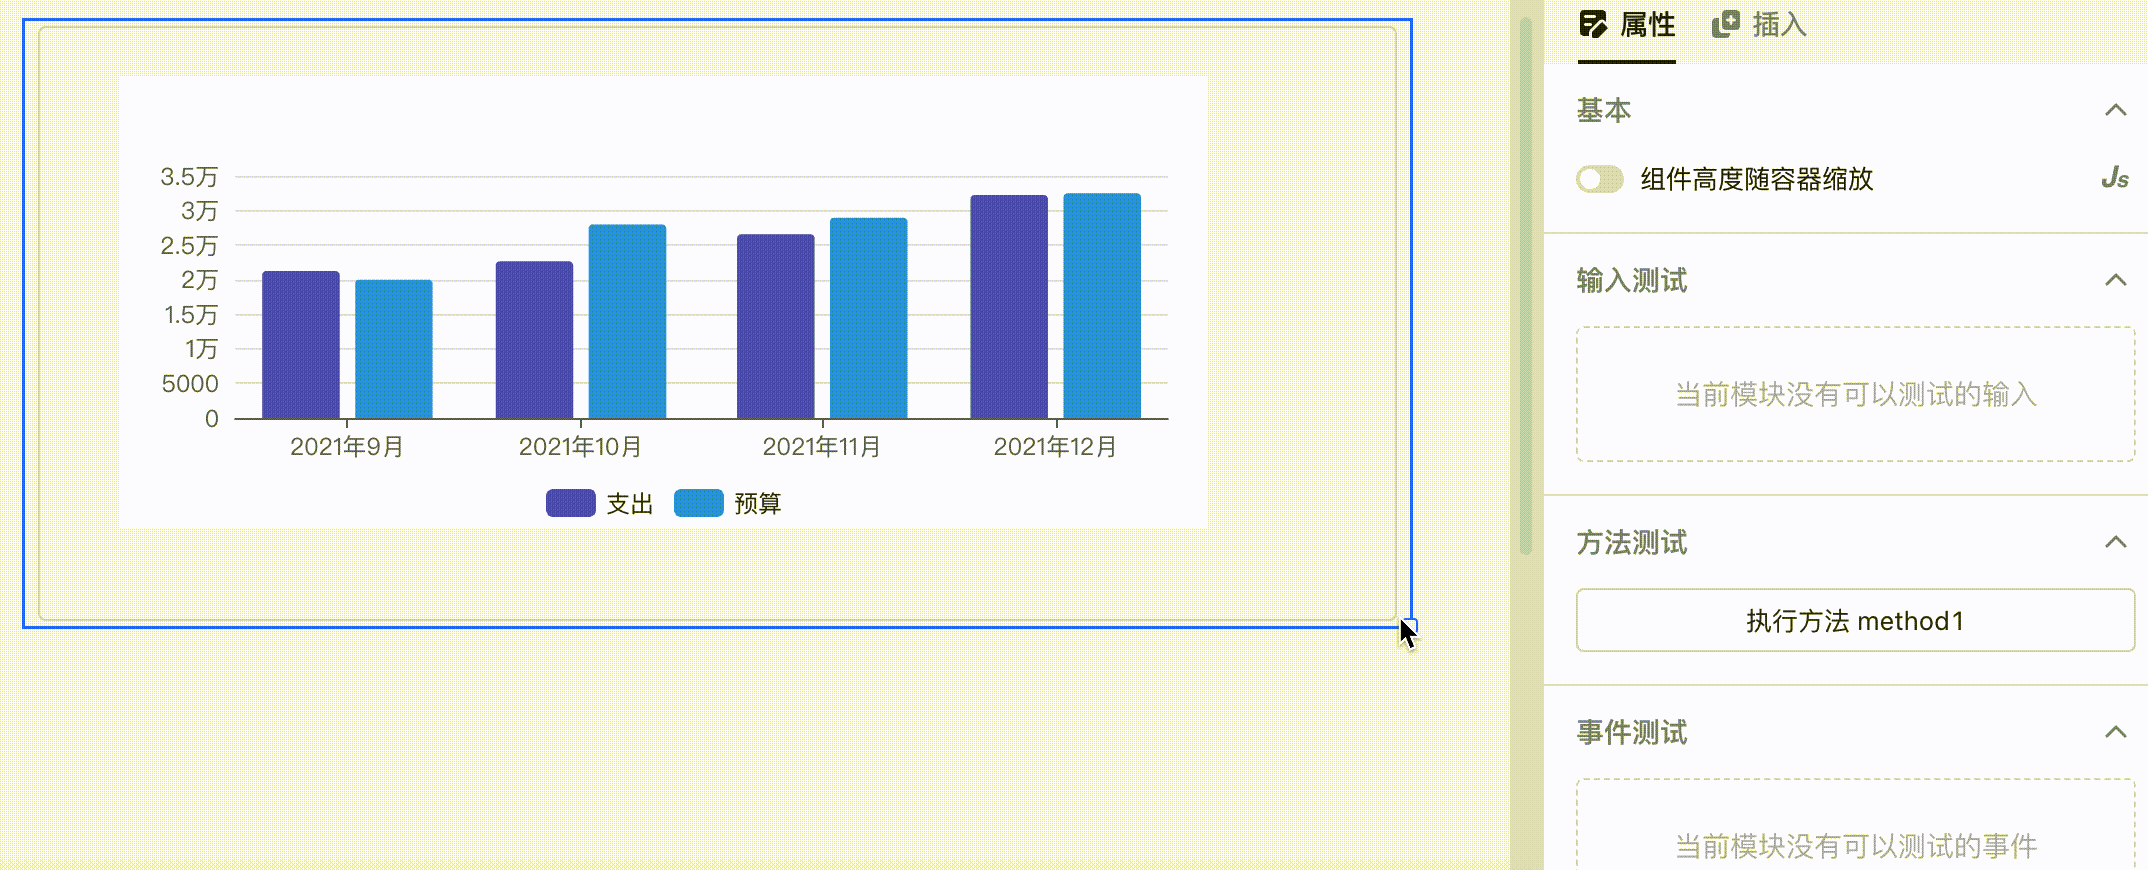 3.5万
3万
2.5万
2万
1.5万
1万
5000
0
2021年9月 2021年10月 2021年11月 2021年12月
支出 预算
属性 插入
基本
组件高度随容器缩放 Js
输入测试
当前模块没有可以测试的输入
方法测试
执行方法 method1
事件测试
当前模块没有可以测试的事件